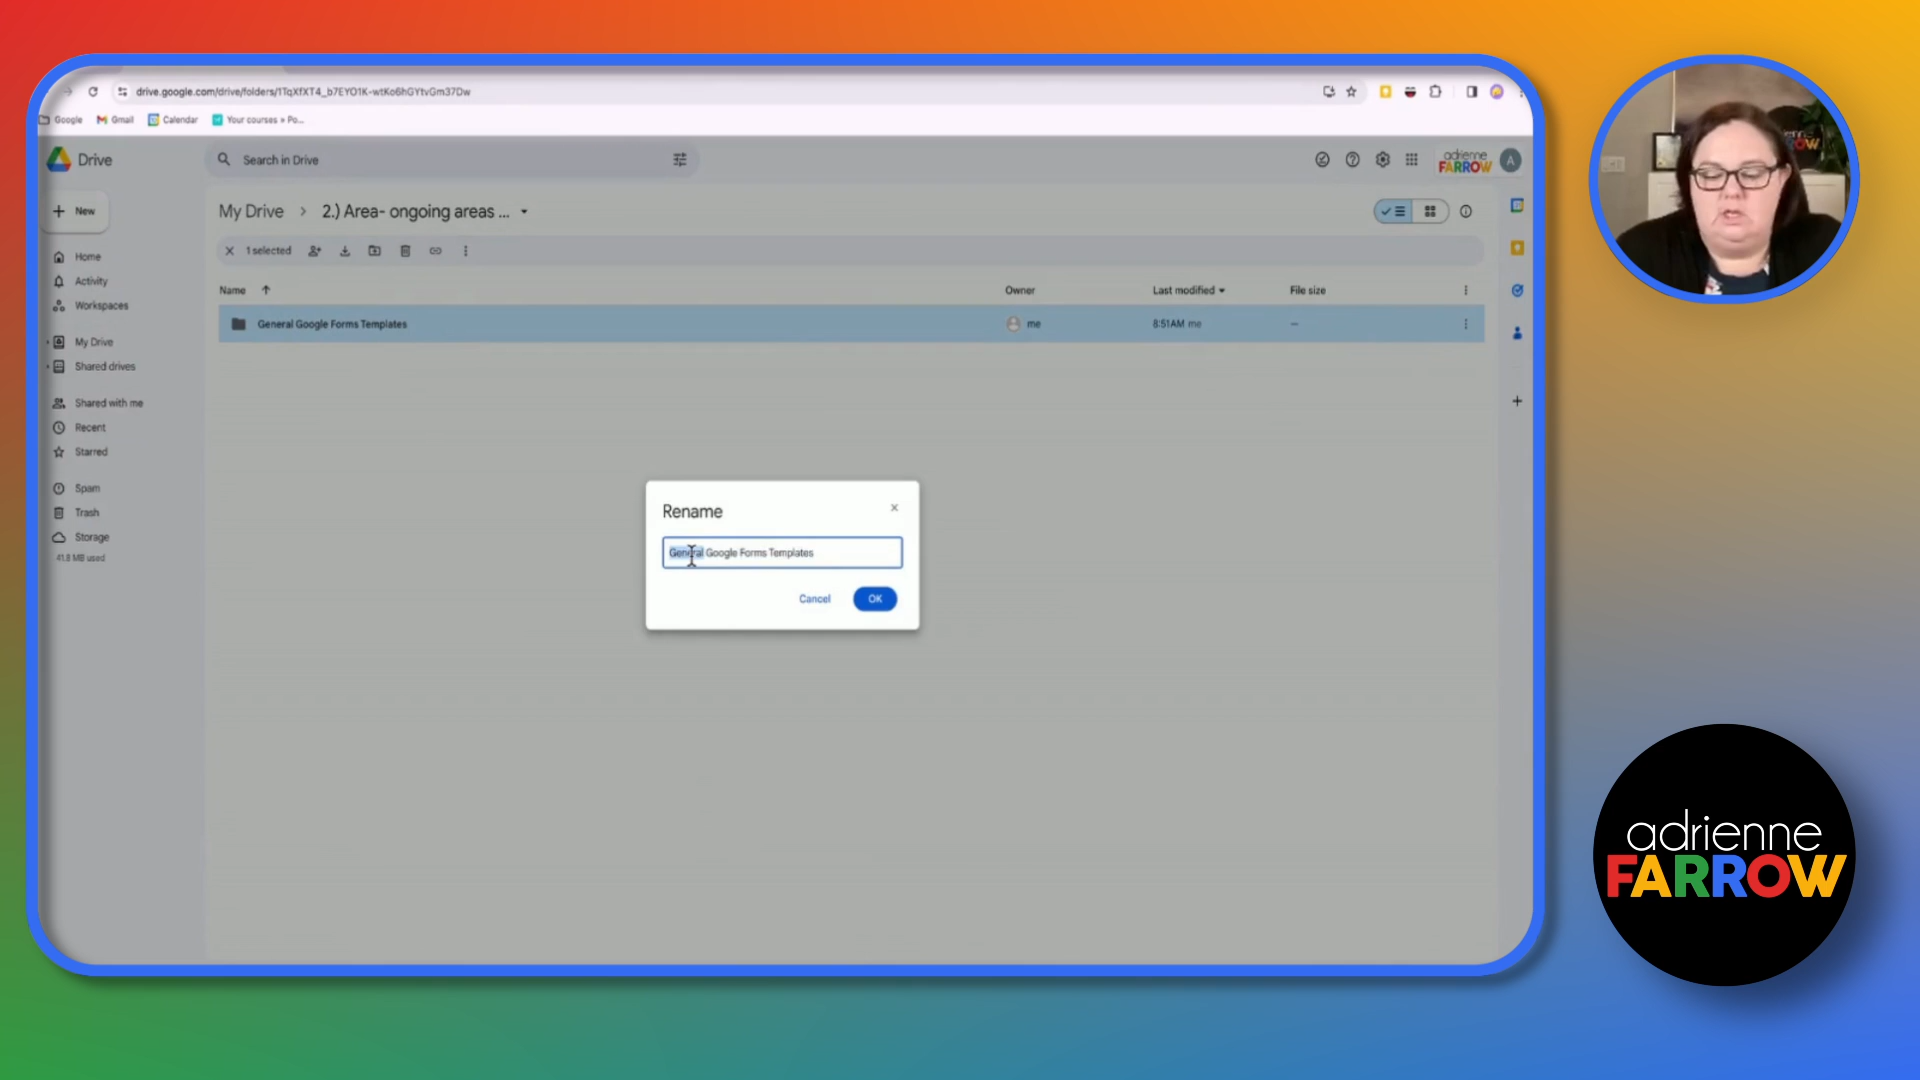 drive.google.com/drive/folders/1TqXfXT4_b7EYO1K-wtKo6hGYtvGm37Dw
Google Gmail Calendar Your courses » Po...
Drive
Search in Drive
adrienne
FARROW
A
New
My Drive > 2.) Area- ongoing areas ...
1 selected
Home
Activity
Workspaces
My Drive
Shared drives
Shared with me
Recent
Starred
Spam
Trash
Storage
41.8 MB used
Name Owner Last modified File size
General Google Forms Templates me 8:51 AM me —
Rename
General Google Forms Templates
Cancel OK
adrienne
FARROW